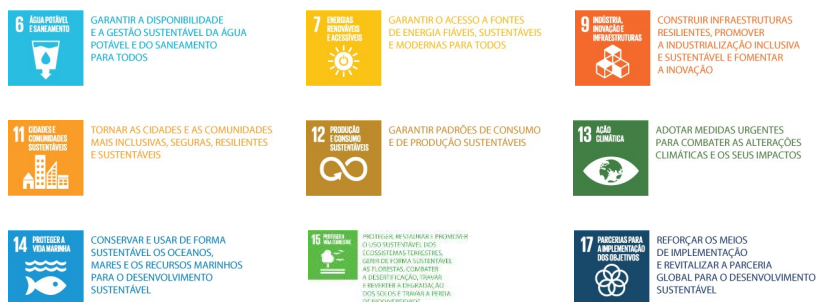 6 ÁGUA POTÁVEL
E SANEAMENTO
GARANTIR A DISPONIBILIDADE
E A GESTÃO SUSTENTÁVEL DA ÁGUA
POTÁVEL E DO SANEAMENTO
PARA TODOS
7 ENERGIAS
RENOVÁVEIS
E ACESSÍVEIS
GARANTIR O ACESSO A FONTES
DE ENERGIA FIÁVEIS, SUSTENTÁVEIS
E MODERNAS PARA TODOS
9 INDÚSTRIA,
INOVAÇÃO E
INFRAESTRUTURAS
CONSTRUIR INFRAESTRUTURAS
RESILIENTES, PROMOVER
A INDUSTRIALIZAÇÃO INCLUSIVA
E SUSTENTÁVEL E FOMENTAR
A INOVAÇÃO
11 CIDADES E
COMUNIDADES
SUSTENTÁVEIS
TORNAR AS CIDADES E AS COMUNIDADES
MAIS INCLUSIVAS, SEGURAS, RESILIENTES
E SUSTENTÁVEIS
12 PRODUÇÃO
E CONSUMO
SUSTENTÁVEIS
GARANTIR PADRÕES DE CONSUMO
E DE PRODUÇÃO SUSTENTÁVEIS
13 AÇÃO
CLIMÁTICA
ADOTAR MEDIDAS URGENTES
PARA COMBATER AS ALTERAÇÕES
CLIMÁTICAS E OS SEUS IMPACTOS
14 PROTEGER A
VIDA MARINHA
CONSERVAR E USAR DE FORMA
SUSTENTÁVEL OS OCEANOS,
MARES E OS RECURSOS MARINHOS
PARA O DESENVOLVIMENTO
SUSTENTÁVEL
15 PROTEGER A
VIDA TERRESTRE
PROTEGER, RESTAURAR E PROMOVER
O USO SUSTENTÁVEL DOS
ECOSSISTEMAS TERRESTRES,
GERIR DE FORMA SUSTENTÁVEL
AS FLORESTAS, COMBATER
A DESERTIFICAÇÃO, TRAVAR
E REVERTER A DEGRADAÇÃO
DOS SOLOS E TRAVAR A PERDA
DE BIODIVERSIDADE
17 PARCERIAS PARA
A IMPLEMENTAÇÃO
DOS OBJETIVOS
REFORÇAR OS MEIOS
DE IMPLEMENTAÇÃO
E REVITALIZAR A PARCERIA
GLOBAL PARA O DESENVOLVIMENTO
SUSTENTÁVEL